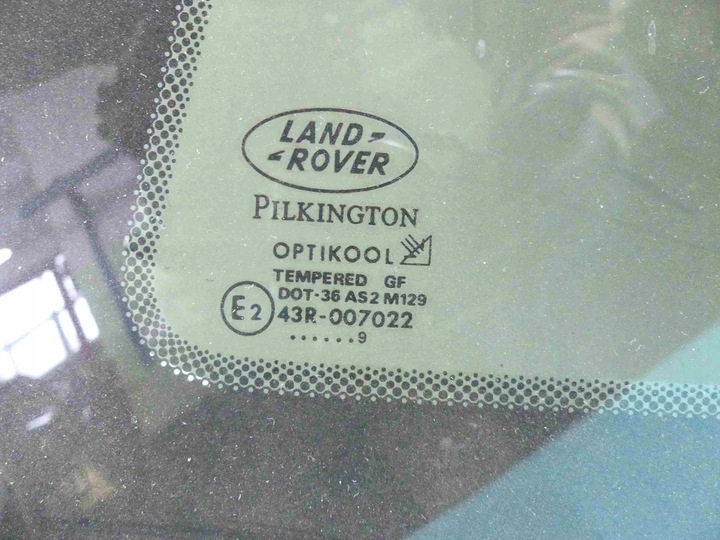 LAND
ROVER
PILKINGTON
OPTIKOOL
TEMPERED GF
DOT-36 AS2 M129
E2 43R-007022
......9